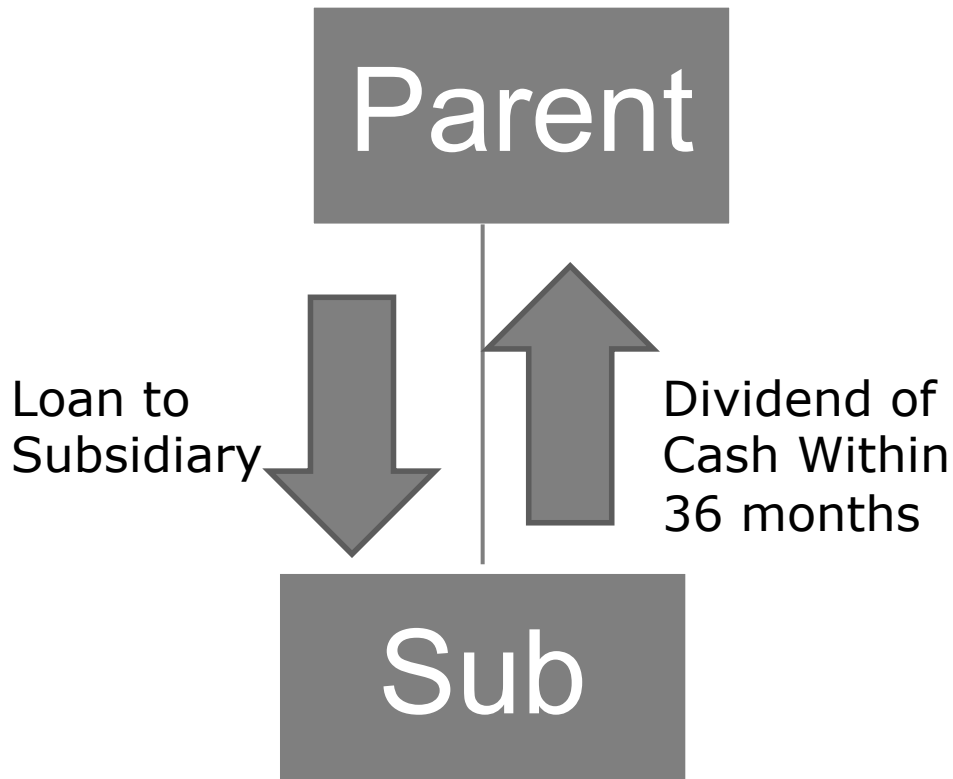 Parent
Loan to
Subsidiary
Dividend of
Cash Within
36 months
Sub